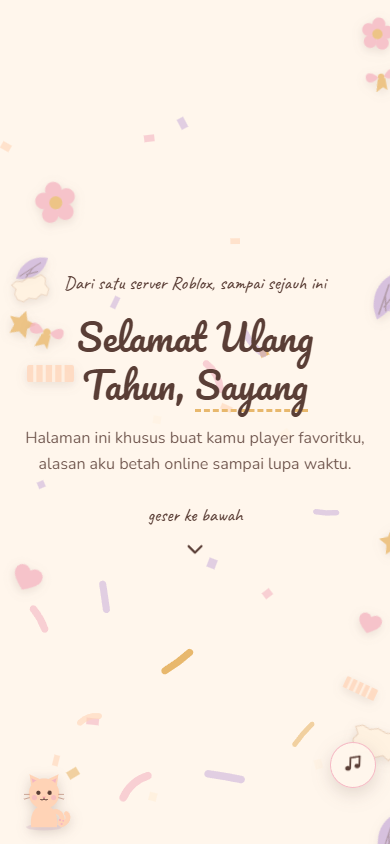 Dari satu server Roblox, sampai sejauh ini
Selamat Ulang
Tahun, Sayang
Halaman ini khusus buat kamu player favoritku,
alasan aku betah online sampai lupa waktu.
geser ke bawah